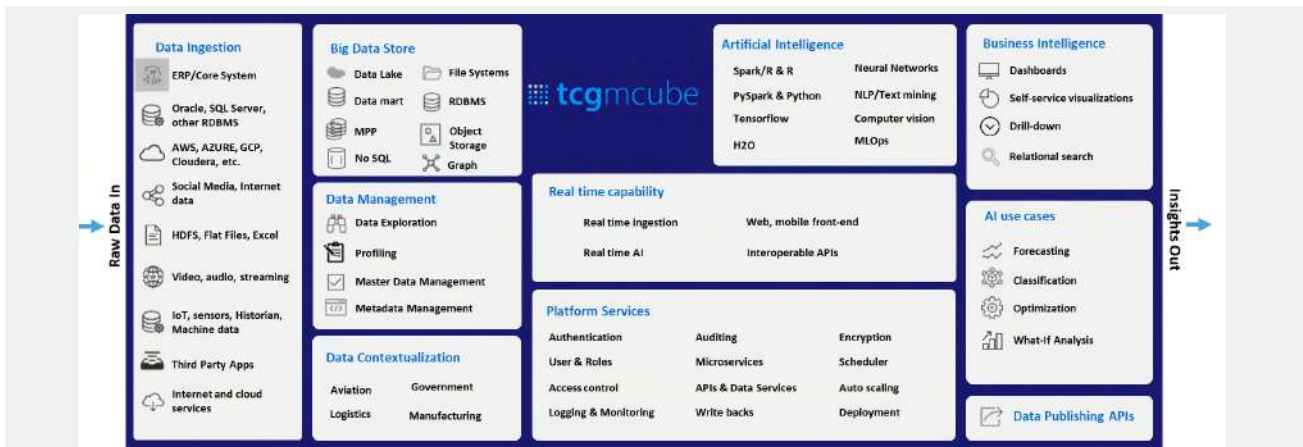 Raw Data In
Data Ingestion
ERP/Core System
Oracle, SQL Server,
other RDBMS
AWS, AZURE, GCP,
Cloudera, etc.
Social Media, Internet
data
HDFS, Flat Files, Excel
Video, audio, streaming
IoT, sensors, Historian,
Machine data
Third Party Apps
Internet and cloud
services
Big Data Store
Data Lake
File Systems
Data mart
RDBMS
MPP
Object
Storage
No SQL
Graph
Data Management
Data Exploration
Profiling
Master Data Management
Metadata Management
Data Contextualization
Aviation
Government
Logistics
Manufacturing
tcgmcube
Artificial Intelligence
Spark/R & R
Neural Networks
PySpark & Python
NLP/Text mining
Tensorflow
Computer vision
H2O
MLOps
Real time capability
Real time ingestion
Web, mobile front-end
Real time AI
Interoperable APIs
Platform Services
Authentication
Auditing
Encryption
User & Roles
Microservices
Scheduler
Access control
APIs & Data Services
Auto scaling
Logging & Monitoring
Write backs
Deployment
Business Intelligence
Dashboards
Self-service visualizations
Drill-down
Relational search
AI use cases
Forecasting
Classification
Optimization
What-If Analysis
Data Publishing APIs
Insights Out